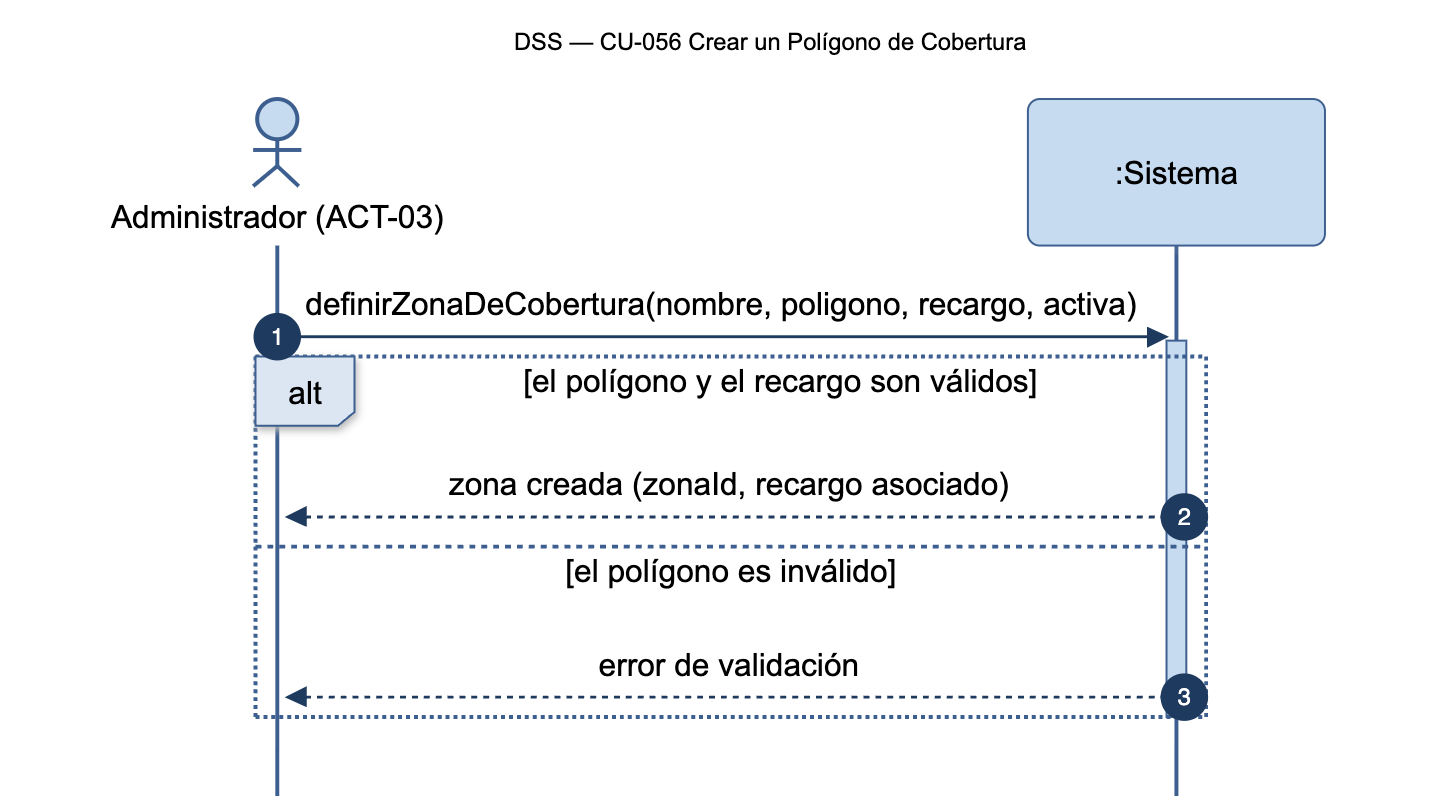 DSS — CU-056 Crear un Polígono de Cobertura
Administrador (ACT-03)
:Sistema
definirZonaDeCobertura(nombre, poligono, recargo, activa)
1
alt
[el polígono y el recargo son válidos]
zona creada (zonaId, recargo asociado)
2
[el polígono es inválido]
error de validación
3